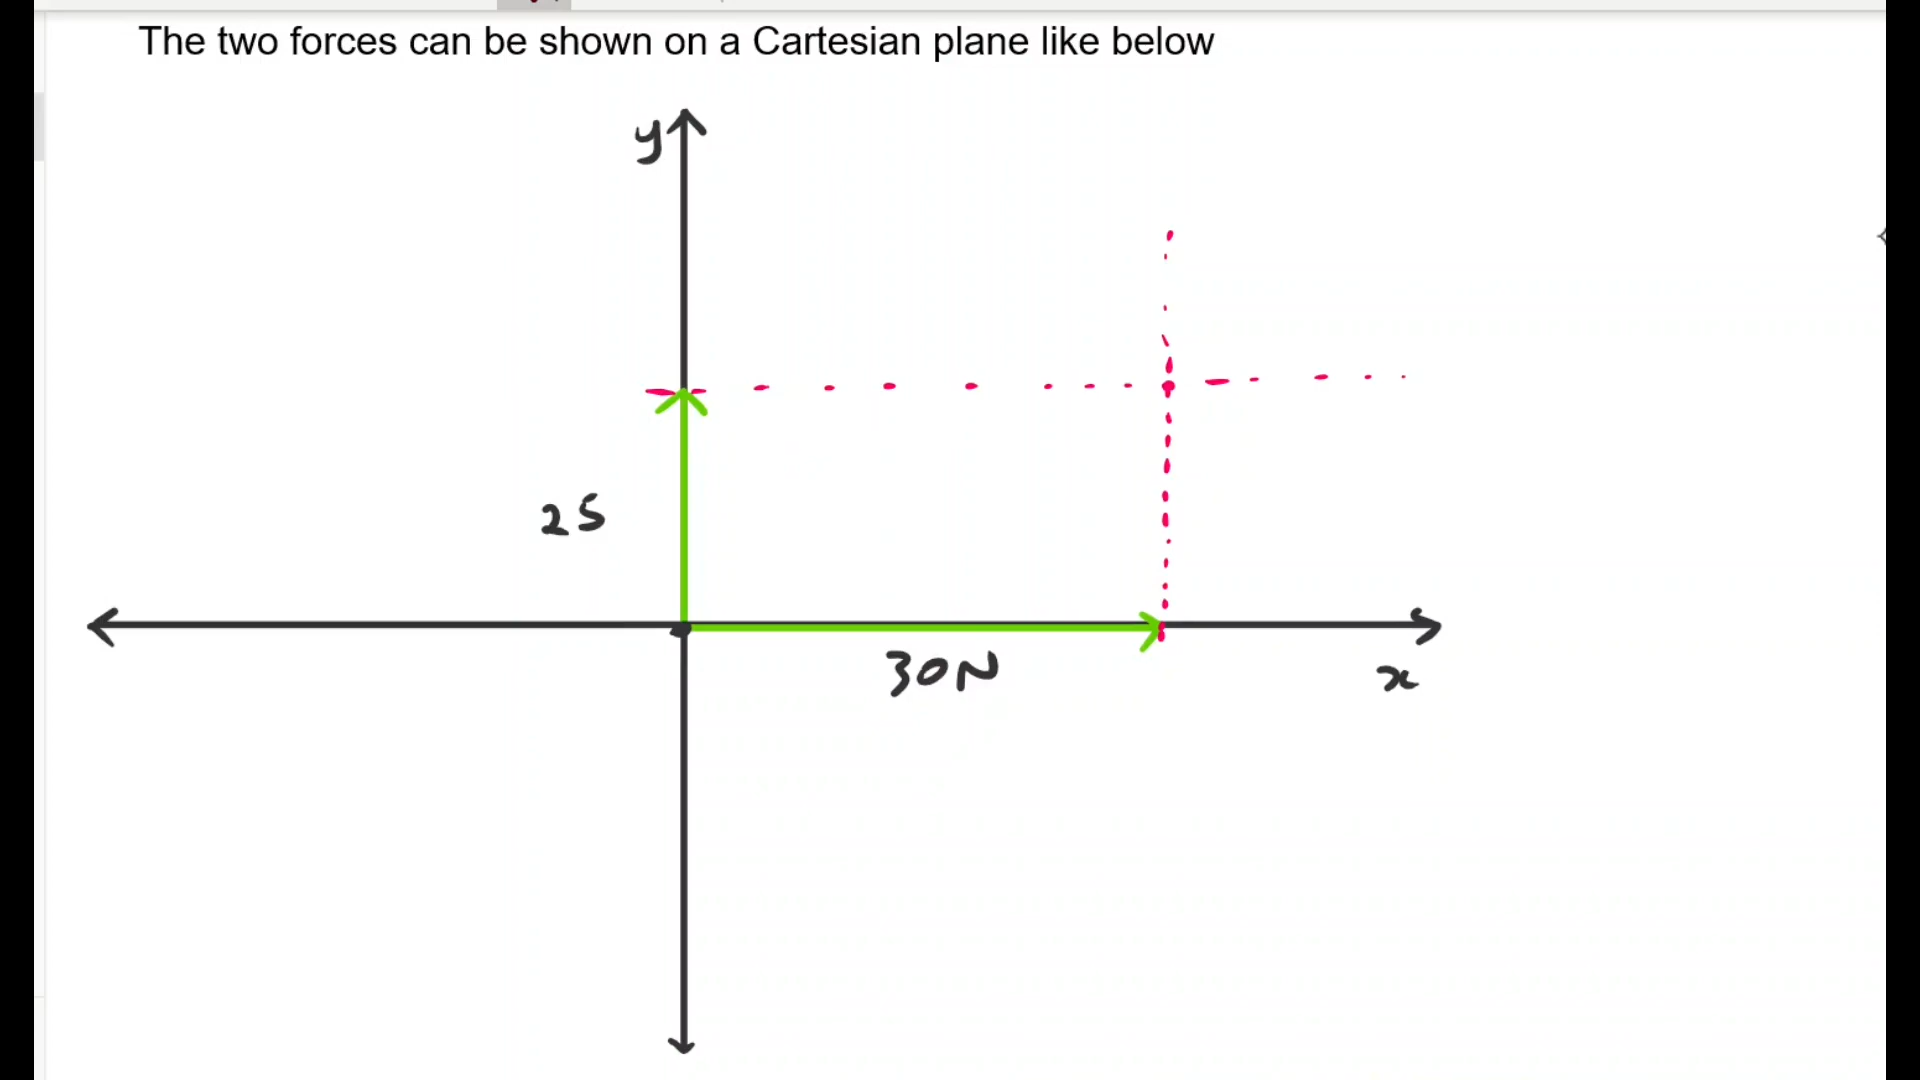 The two forces can be shown on a Cartesian plane like below
y
25
30N
x